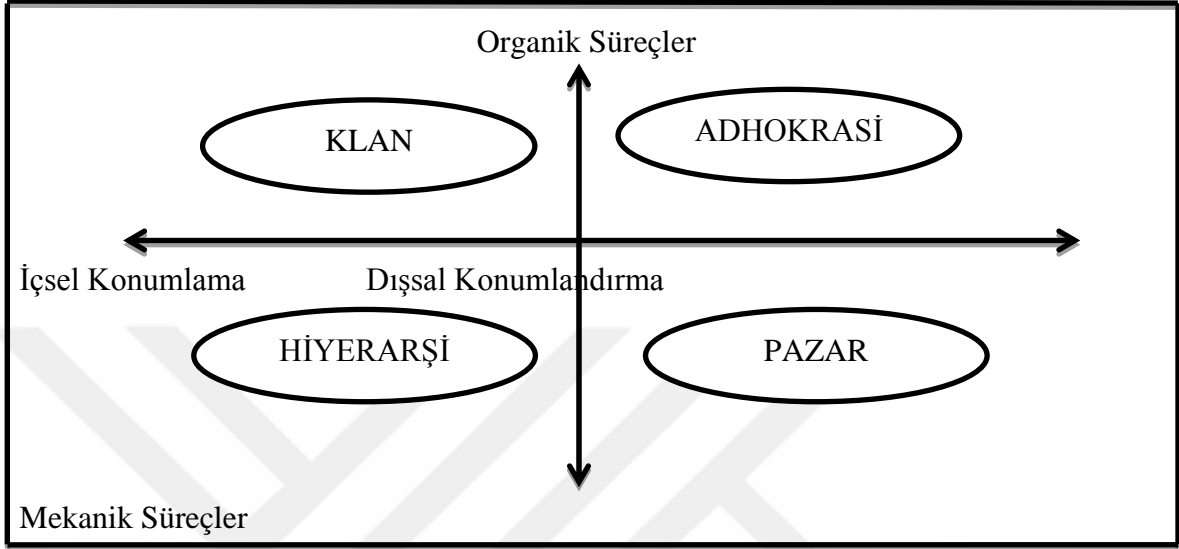 Organik Süreçler
KLAN
ADHOKRASİ
İçsel Konumlama Dışsal Konumlandırma
HİYERARŞİ
PAZAR
Mekanik Süreçler